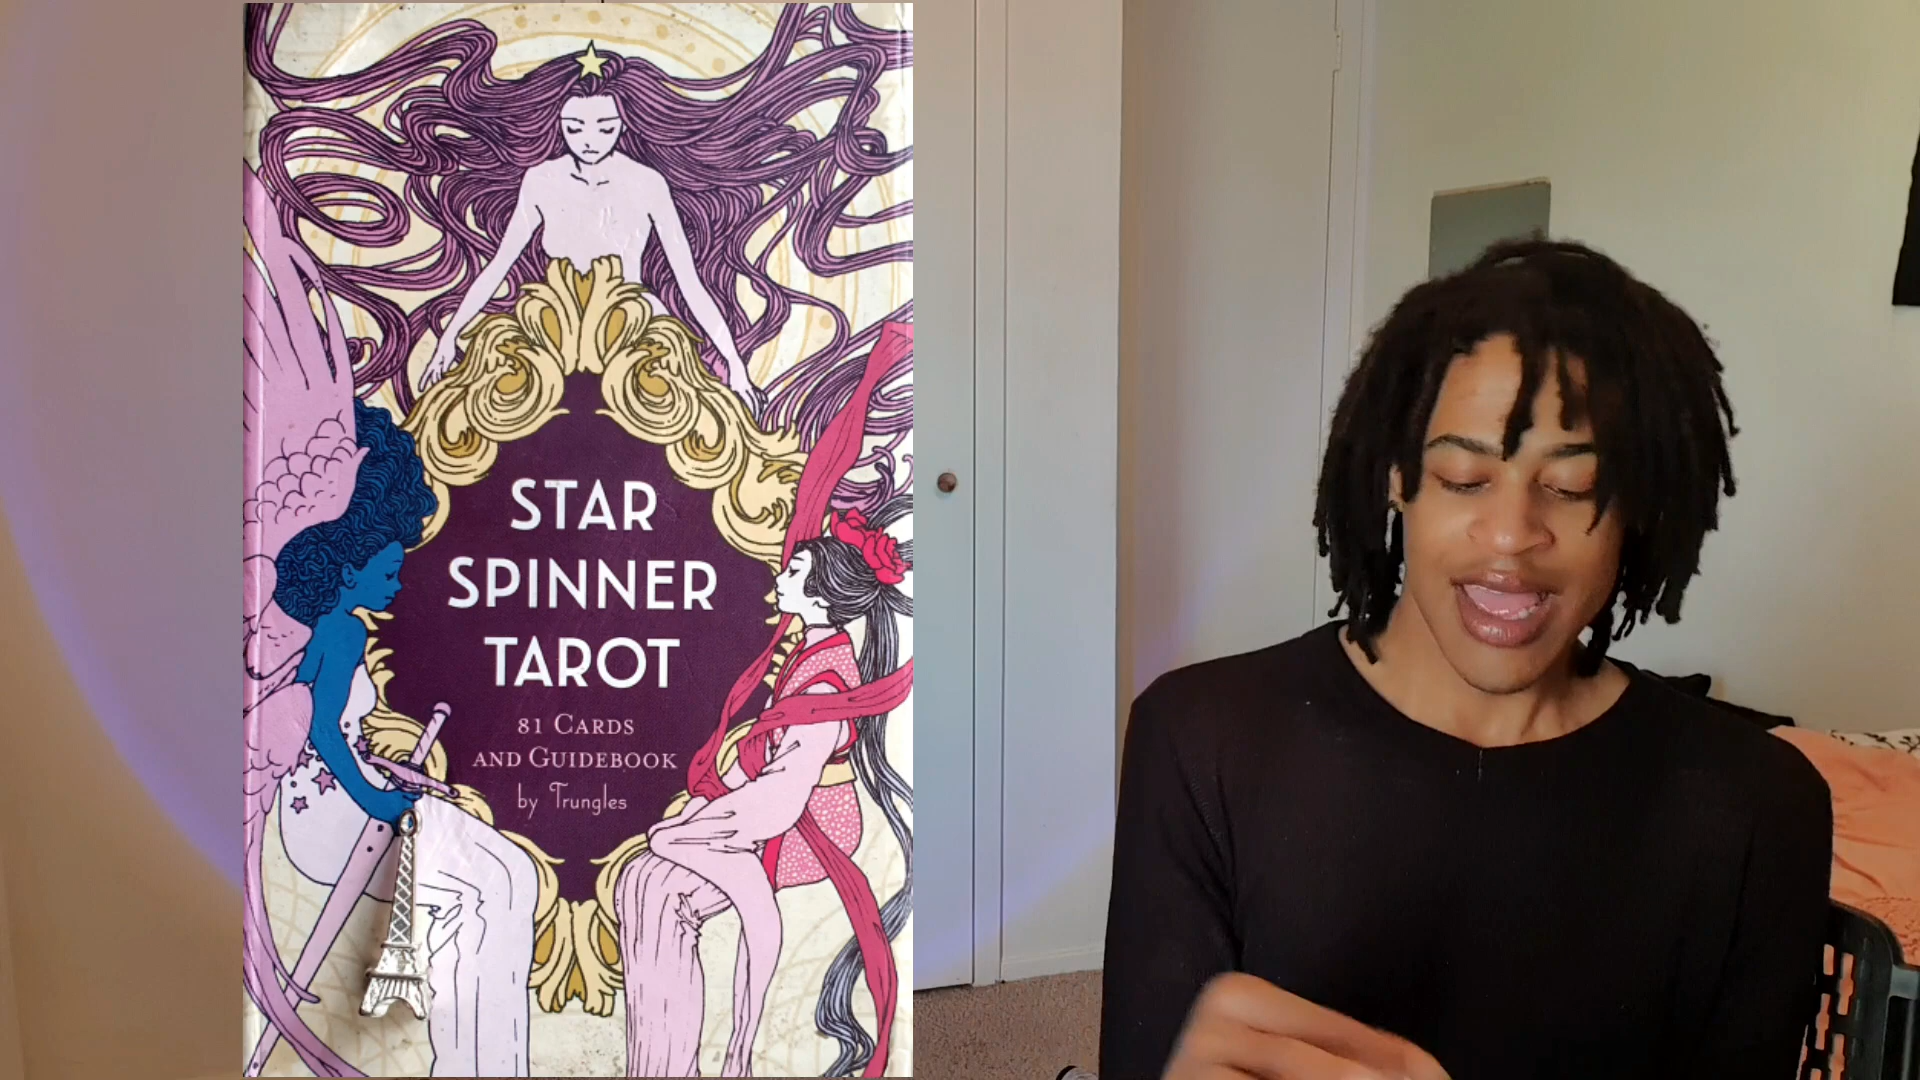 STAR
SPINNER
TAROT
81 CARDS
AND GUIDEBOOK
by Trungles